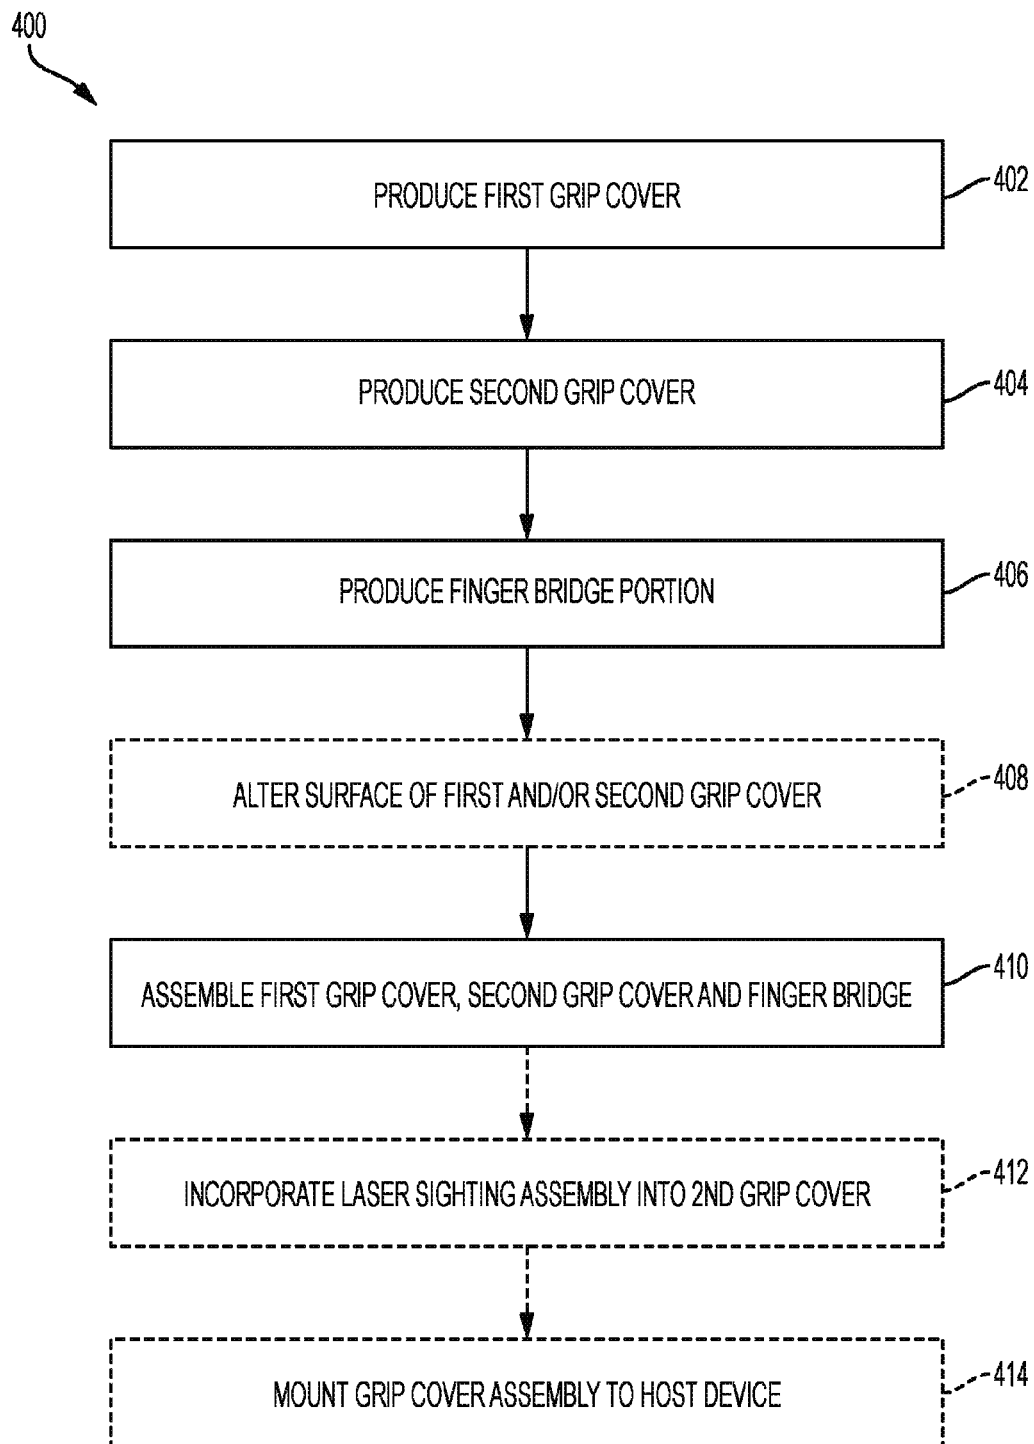 400
PRODUCE FIRST GRIP COVER
402
PRODUCE SECOND GRIP COVER
404
PRODUCE FINGER BRIDGE PORTION
406
ALTER SURFACE OF FIRST AND/OR SECOND GRIP COVER
408
ASSEMBLE FIRST GRIP COVER, SECOND GRIP COVER AND FINGER BRIDGE
410
INCORPORATE LASER SIGHTING ASSEMBLY INTO 2ND GRIP COVER
412
MOUNT GRIP COVER ASSEMBLY TO HOST DEVICE
414